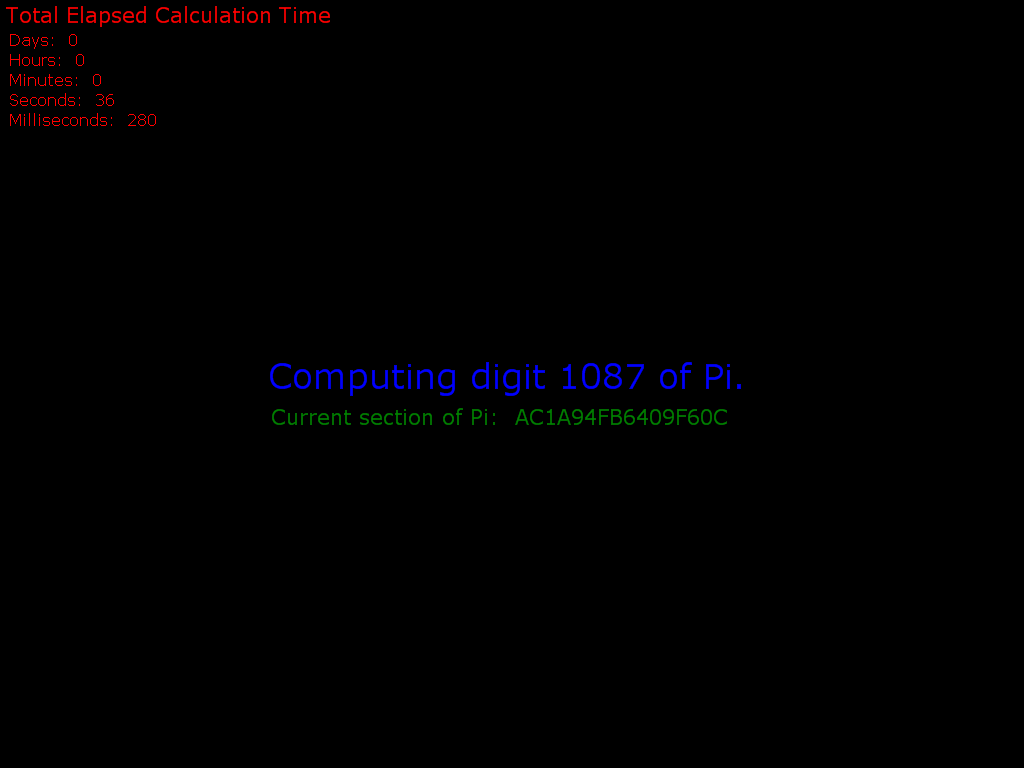 Total Elapsed Calculation Time
Days: 0
Hours: 0
Minutes: 0
Seconds: 36
Milliseconds: 280
Computing digit 1087 of Pi.
Current section of Pi: AC1A94FB6409F60C